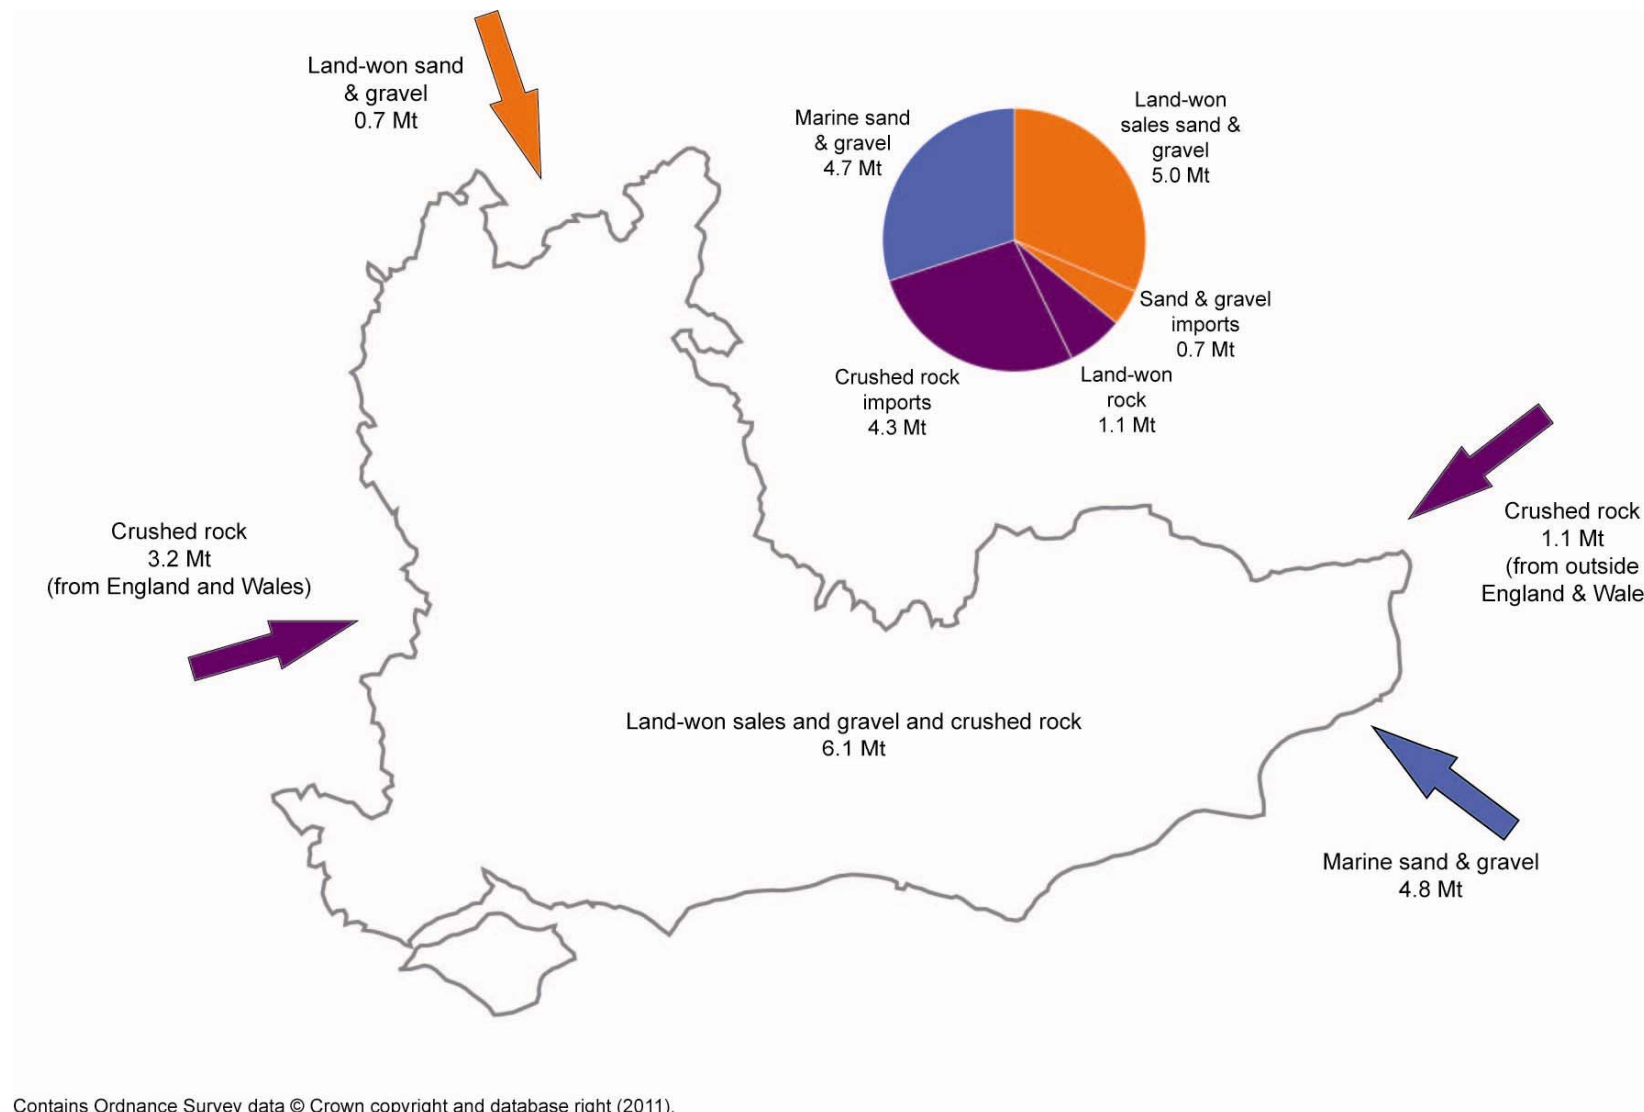 Land-won sand
& gravel
0.7 Mt
Marine sand
& gravel
4.7 Mt
Land-won
sales sand &
gravel
5.0 Mt
Sand & gravel
imports
0.7 Mt
Crushed rock
imports
4.3 Mt
Land-won
rock
1.1 Mt
Crushed rock
3.2 Mt
(from England and Wales)
Crushed rock
1.1 Mt
(from outside
England & Wale
Land-won sales and gravel and crushed rock
6.1 Mt
Marine sand & gravel
4.8 Mt
Contains Ordnance Survey data © Crown copyright and database right (2011).